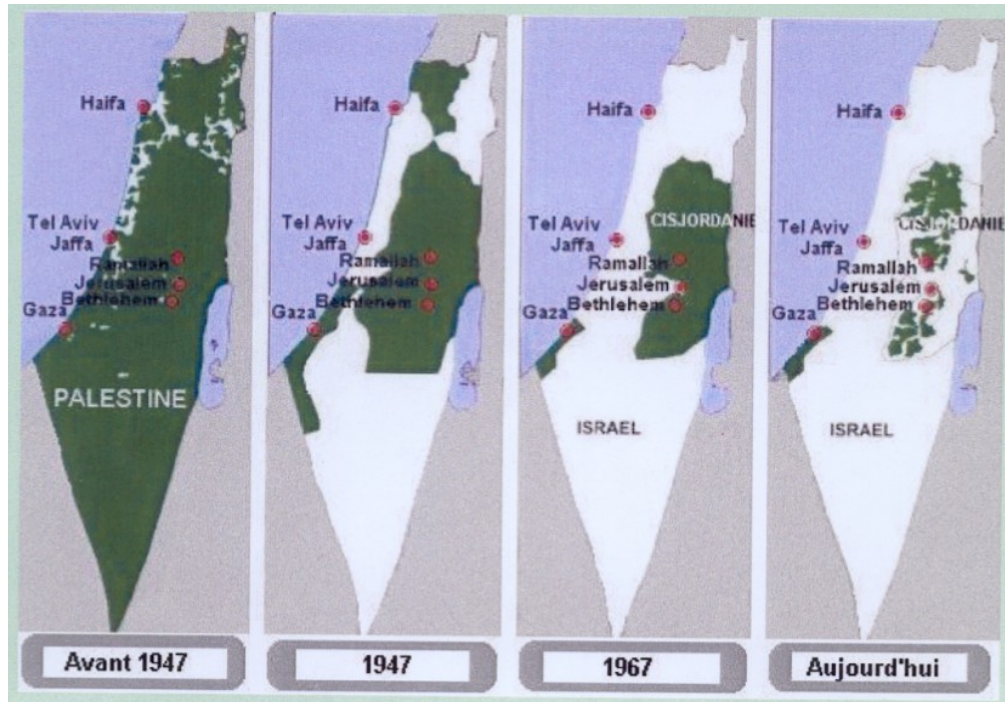 Haifa
Tel Aviv
Jaffa
Ramallah
Jerusalem
Bethlehem
Gaza
PALESTINE
Avant 1947
Haifa
Tel Aviv
Jaffa
Ramallah
Jerusalem
Bethlehem
Gaza
1947
Haifa
CISJORDANIE
Tel Aviv
Jaffa
Ramallah
Jerusalem
Bethlehem
Gaza
ISRAEL
1967
Haifa
CISJORDANIE
Tel Aviv
Jaffa
Ramallah
Jerusalem
Bethlehem
Gaza
ISRAEL
Aujourd'hui